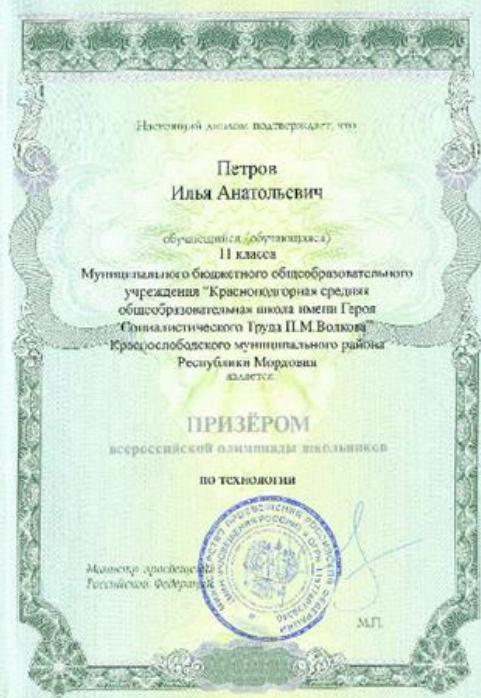 Настоящий диплом подтверждает, что
Петров
Илья Анатольевич
обучающийся (обучающаяся)
11 класса
Муниципального бюджетного общеобразовательного
учреждения "Красноподгорная средняя
общеобразовательная школа имени Героя
Социалистического Труда П.М.Волкова"
Краснослободского муниципального района
Республики Мордовия
является
ПРИЗЁРОМ
всероссийской олимпиады школьников
по технологии
Министр просвещения
Российской Федерации
М.П.